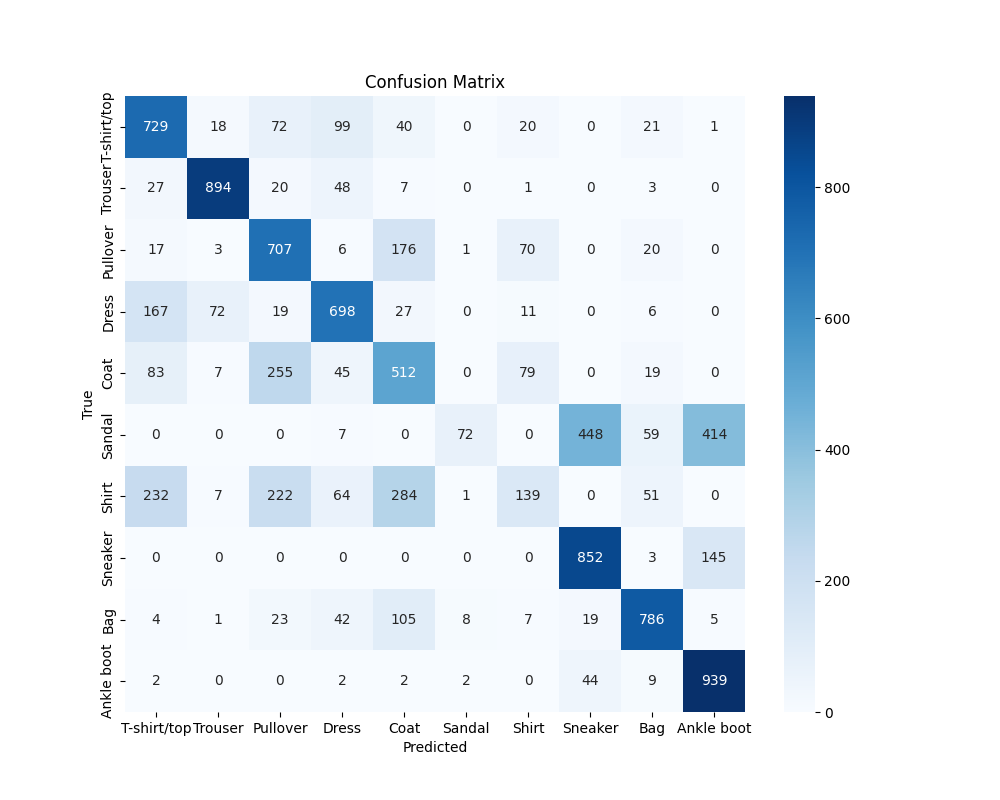 Confusion Matrix
T-shirt/top 729 18 72 99 40 0 20 0 21 1
Trouser 27 894 20 48 7 0 1 0 3 0
Pullover 17 3 707 6 176 1 70 0 20 0
Dress 167 72 19 698 27 0 11 0 6 0
Coat 83 7 255 45 512 0 79 0 19 0
Sandal 0 0 0 7 0 72 0 448 59 414
Shirt 232 7 222 64 284 1 139 0 51 0
Sneaker 0 0 0 0 0 0 0 852 3 145
Bag 4 1 23 42 105 8 7 19 786 5
Ankle boot 2 0 0 2 2 2 0 44 9 939
T-shirt/top Trouser Pullover Dress Coat Sandal Shirt Sneaker Bag Ankle boot
Predicted
True
800
600
400
200
0